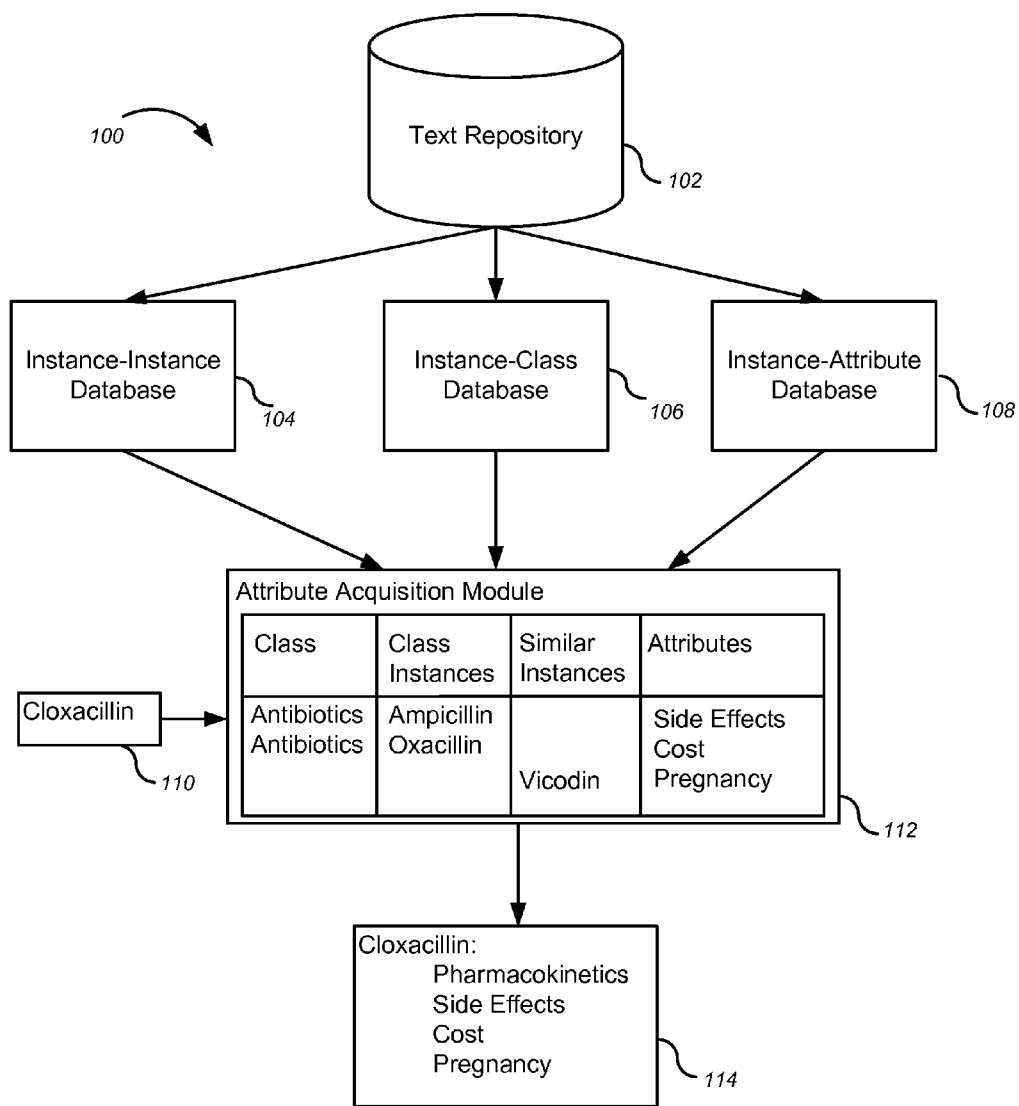 Text Repository
100
102
Instance-Instance
Database
104
Instance-Class
Database
106
Instance-Attribute
Database
108
Attribute Acquisition Module
Class
Class
Instances
Similar
Instances
Attributes
Cloxacillin
110
Antibiotics
Antibiotics
Ampicillin
Oxacillin
Vicodin
Side Effects
Cost
Pregnancy
112
Cloxacillin:
Pharmacokinetics
Side Effects
Cost
Pregnancy
114